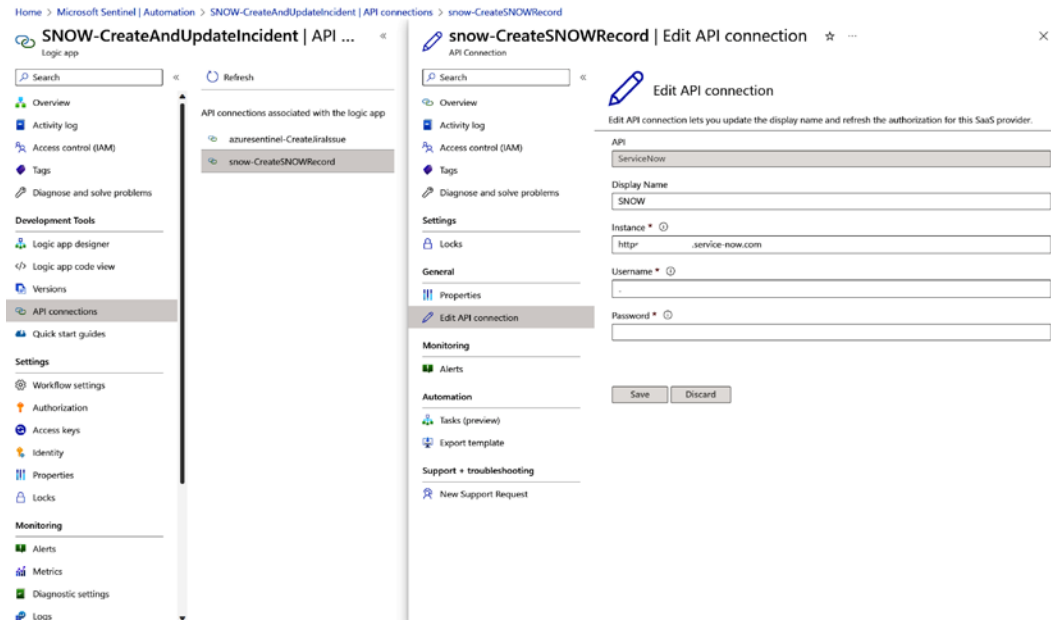 Home > Microsoft Sentinel | Automation > SNOW-CreateAndUpdateIncident | API connections > snow-CreateSNOWRecord
SNOW-CreateAndUpdateIncident | API ...
«
Logic app
Search
«
Overview
Activity log
Access control (IAM)
Tags
Diagnose and solve problems
Development Tools
Logic app designer
Logic app code view
Versions
API connections
Quick start guides
Settings
Workflow settings
Authorization
Access keys
Identity
Properties
Locks
Monitoring
Alerts
Metrics
Diagnostic settings
Logs
Refresh
API connections associated with the logic app
azuresentinel-CreateJiraIssue
snow-CreateSNOWRecord
snow-CreateSNOWRecord | Edit API connection
...
API Connection
Search
«
Overview
Activity log
Access control (IAM)
Tags
Diagnose and solve problems
Settings
Locks
General
Properties
Edit API connection
Monitoring
Alerts
Automation
Tasks (preview)
Export template
Support + troubleshooting
New Support Request
Edit API connection
Edit API connection lets you update the display name and refresh the authorization for this SaaS provider.
API
ServiceNow
Display Name
SNOW
Instance *
.service-now.com
Username *
Password *
Save Discard